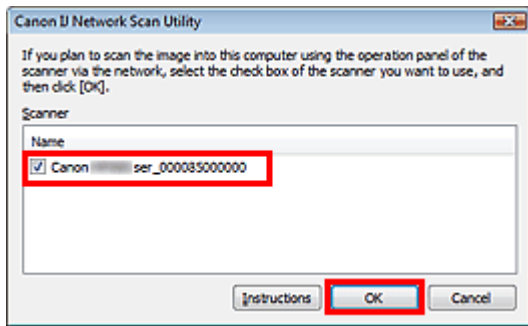 Canon IJ Network Scan Utility
If you plan to scan the image into this computer using the operation panel of the
scanner via the network, select the check box of the scanner you want to use, and
then click [OK].
Scanner
Name
Canon ser_000085000000
Instructions OK Cancel